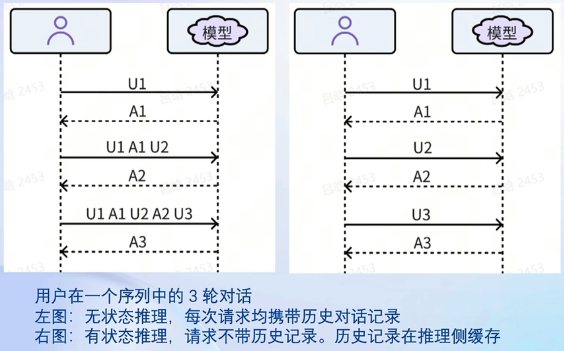 模型
U1
A1
U1 A1 U2
A2
U1 A1 U2 A2 U3
A3
模型
U1
A1
U2
A2
U3
A3
用户在一个序列中的 3 轮对话
左图：无状态推理，每次请求均携带历史对话记录
右图：有状态推理，请求不带历史记录。历史记录在推理侧缓存